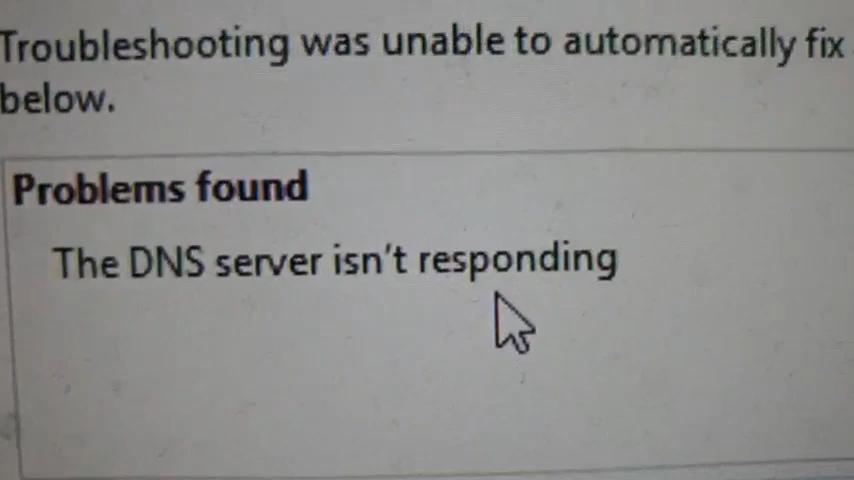 Troubleshooting was unable to automatically fix
below.
Problems found
The DNS server isn't responding